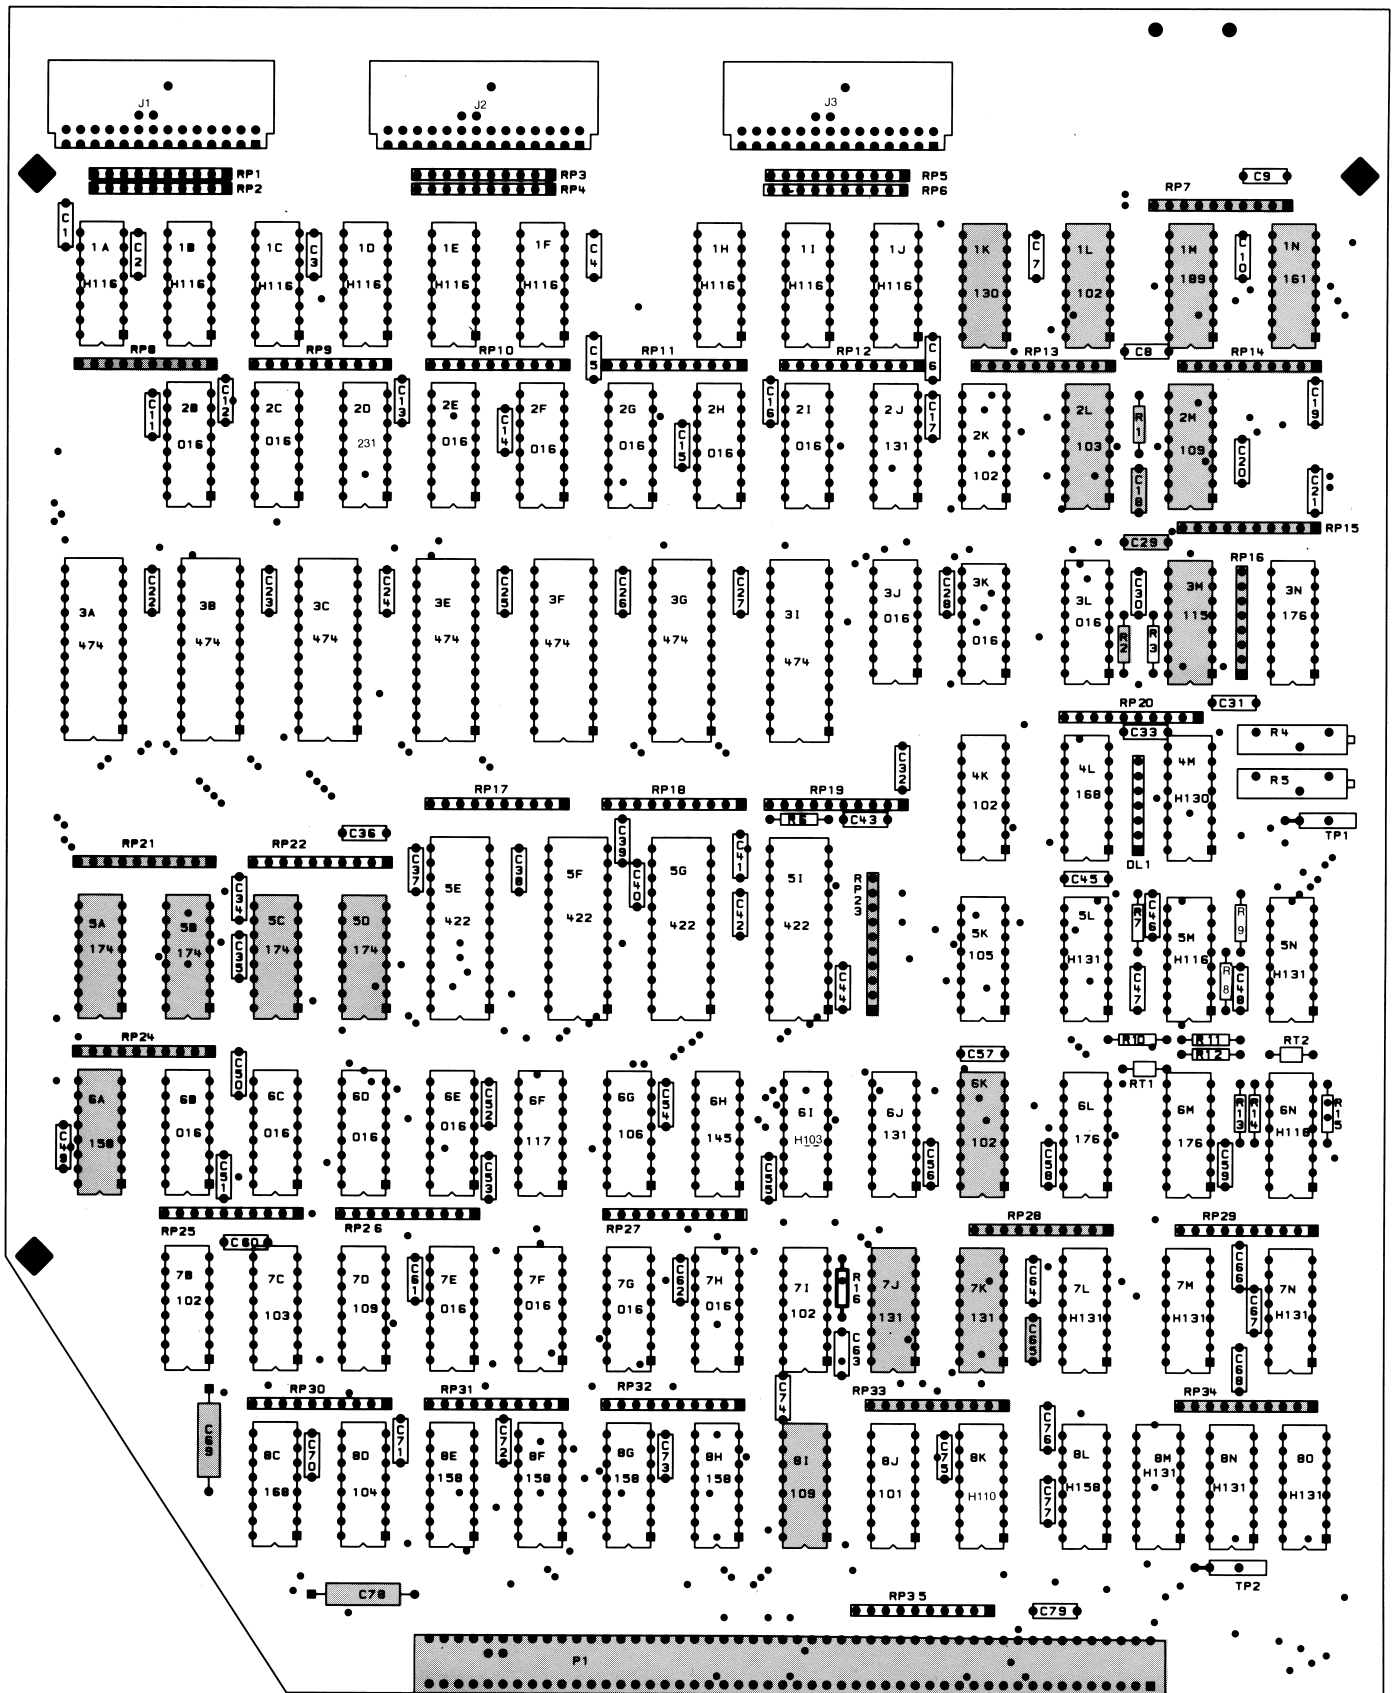 J1 J2 J3
RP1 RP3 RP5
RP2 RP4 RP6
C9
RP7
C1 1A C2 1B 1C C3 1D 1E 1F C4 1H 1I 1J 1K C7 1L 1M C10 1N
H116 H116 H116 H116 H116 H116 H116 H116 H116 130 102 189 161
RP8 RP9 RP10 C5 RP11 RP12 C6 RP13 C8 RP14
C11 2B C12 2C 2D C13 2E C14 2F 2G C15 2H C16 2I 2J C17 2K 2L R1 2M C19
016 016 231 016 016 016 016 016 131 102 103 C18 109 C20 C21
RP15
C29
RP16
3A C22 3B C23 3C C24 3E C25 3F C26 3G C27 3I 3J C28 3K 3L C30 3M 3N
474 474 474 474 474 474 474 016 016 016 R2 R3 115 176
C31
RP20
C33 R4
C32 4K 4L 4M R5
102 168 H130
RP17 RP18 RP19
R6 C43
TP1
C36
RP21 RP22 C39 C41 DL1
C37 C38 C40 RP23 C45
5A C34 5B 5C 5D 5E 5F 5G C42 5I 5K 5L R7 C46 5M R9 5N
174 C35 174 174 174 422 422 422 422 C44 105 H131 C47 H116 R8 C48 H131
RP24 R10 R11 RT2
C50 C57 R12
RT1
6A 6B 6C 6D 6E C52 6F 6G C54 6H 6I 6J 6K 6L 6M R13 R14 6N R15
C49 158 016 C51 016 016 016 C53 117 106 145 C55 H103 131 C56 102 C58 176 176 C59 H116
RP25 RP26 RP27 RP28 RP29
C60
7B 7C 7D C61 7E 7F 7G C62 7H 7I R16 7J 7K C64 7L 7M C66 7N
102 103 109 016 016 016 016 102 C63 131 131 C65 H131 H131 C67 H131
C68
RP30 RP31 RP32 C74 RP33 RP34
C69 8C C70 8D C71 8E C72 8F 8G C73 8H 8I 8J C75 8K C76 8L 8M 8N 8O
168 104 158 158 158 158 109 101 H110 C77 H158 H131 H131 H131
C78 TP2
RP35 C79
P1